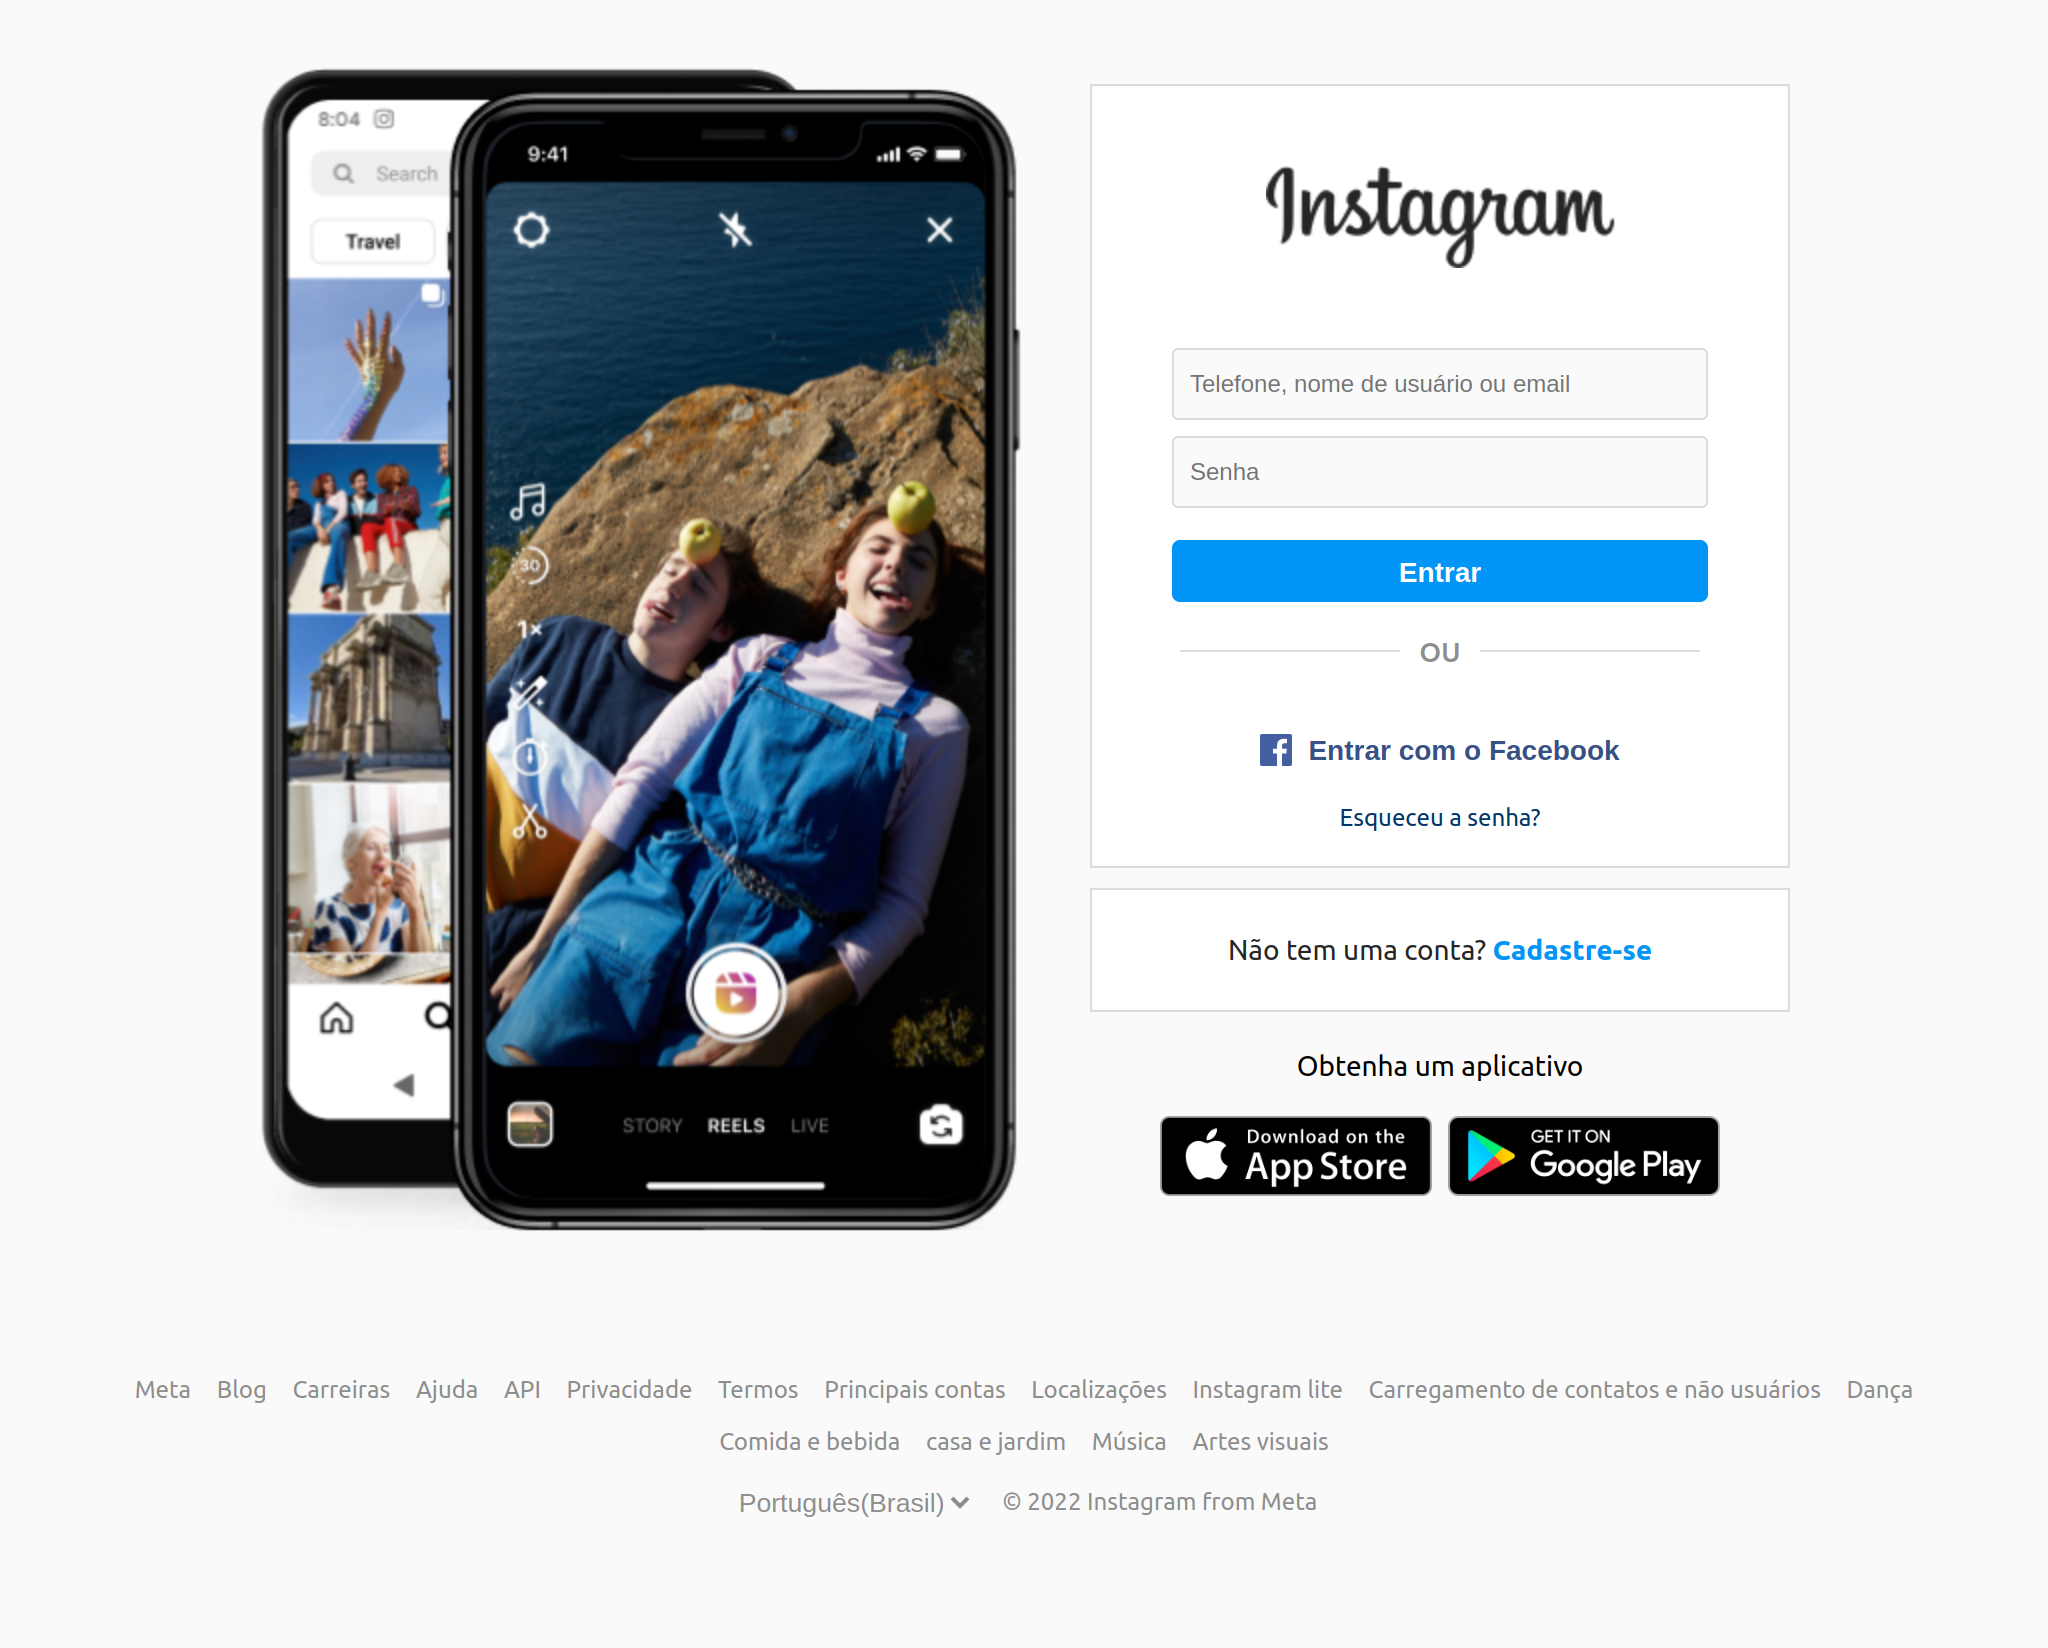 8:04
Search
Travel
9:41
30
1×
STORY REELS LIVE
Instagram
Telefone, nome de usuário ou email
Senha
Entrar
OU
Entrar com o Facebook
Esqueceu a senha?
Não tem uma conta? Cadastre-se
Obtenha um aplicativo
Download on the
App Store
GET IT ON
Google Play
Meta Blog Carreiras Ajuda API Privacidade Termos Principais contas Localizações Instagram lite Carregamento de contatos e não usuários Dança
Comida e bebida casa e jardim Música Artes visuais
Português(Brasil) © 2022 Instagram from Meta